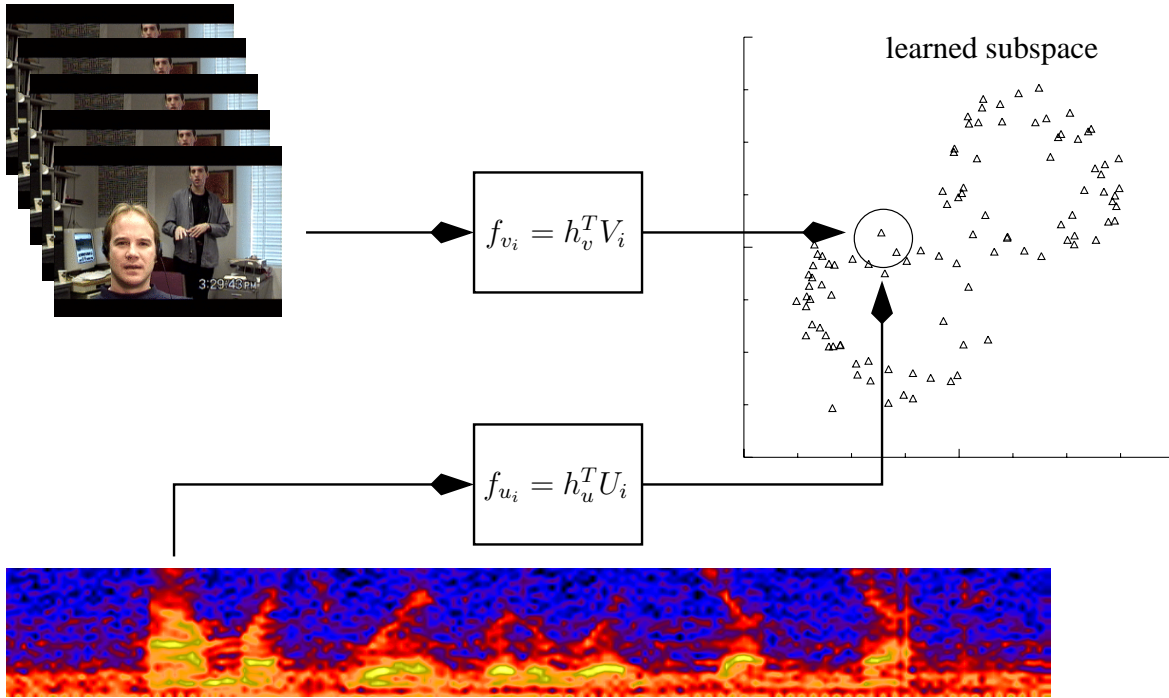 learned subspace
f_{v_i} = h_v^T V_i
3:29:43 PM
f_{u_i} = h_u^T U_i